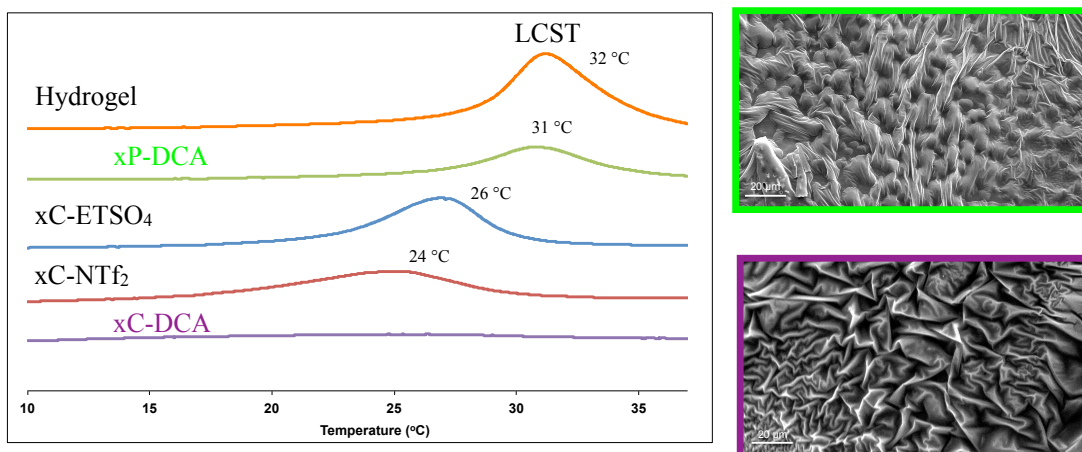 LCST
32 °C
Hydrogel
31 °C
xP-DCA
26 °C
xC-ETSO₄
24 °C
xC-NTf₂
xC-DCA
10 15 20 25 30 35
Temperature (°C)
20 µm
20 µm